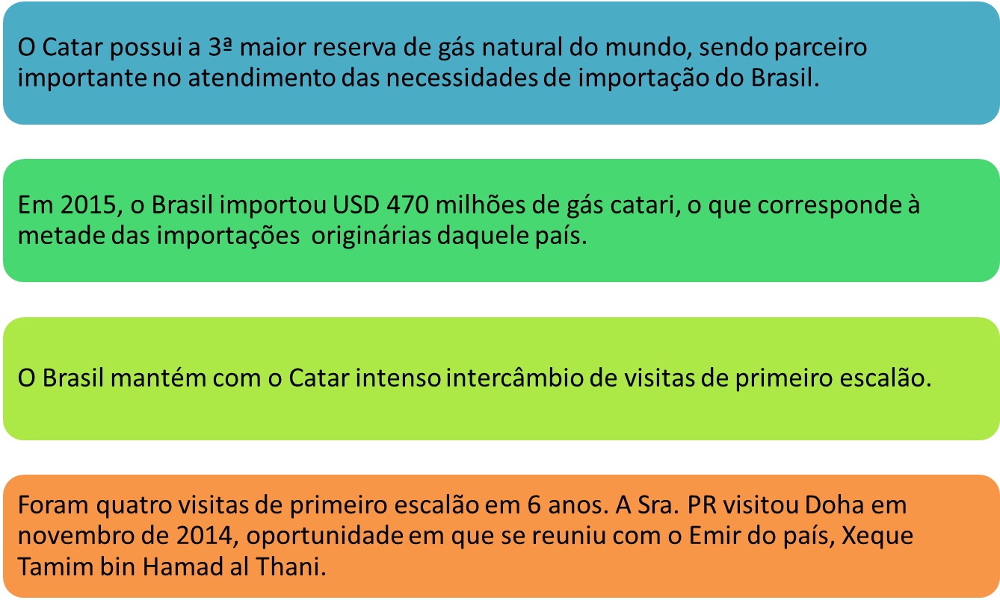 O Catar possui a 3ª maior reserva de gás natural do mundo, sendo parceiro
importante no atendimento das necessidades de importação do Brasil.
Em 2015, o Brasil importou USD 470 milhões de gás catari, o que corresponde à
metade das importações  originárias daquele país.
O Brasil mantém com o Catar intenso intercâmbio de visitas de primeiro escalão.
Foram quatro visitas de primeiro escalão em 6 anos. A Sra. PR visitou Doha em
novembro de 2014, oportunidade em que se reuniu com o Emir do país, Xeque
Tamim bin Hamad al Thani.